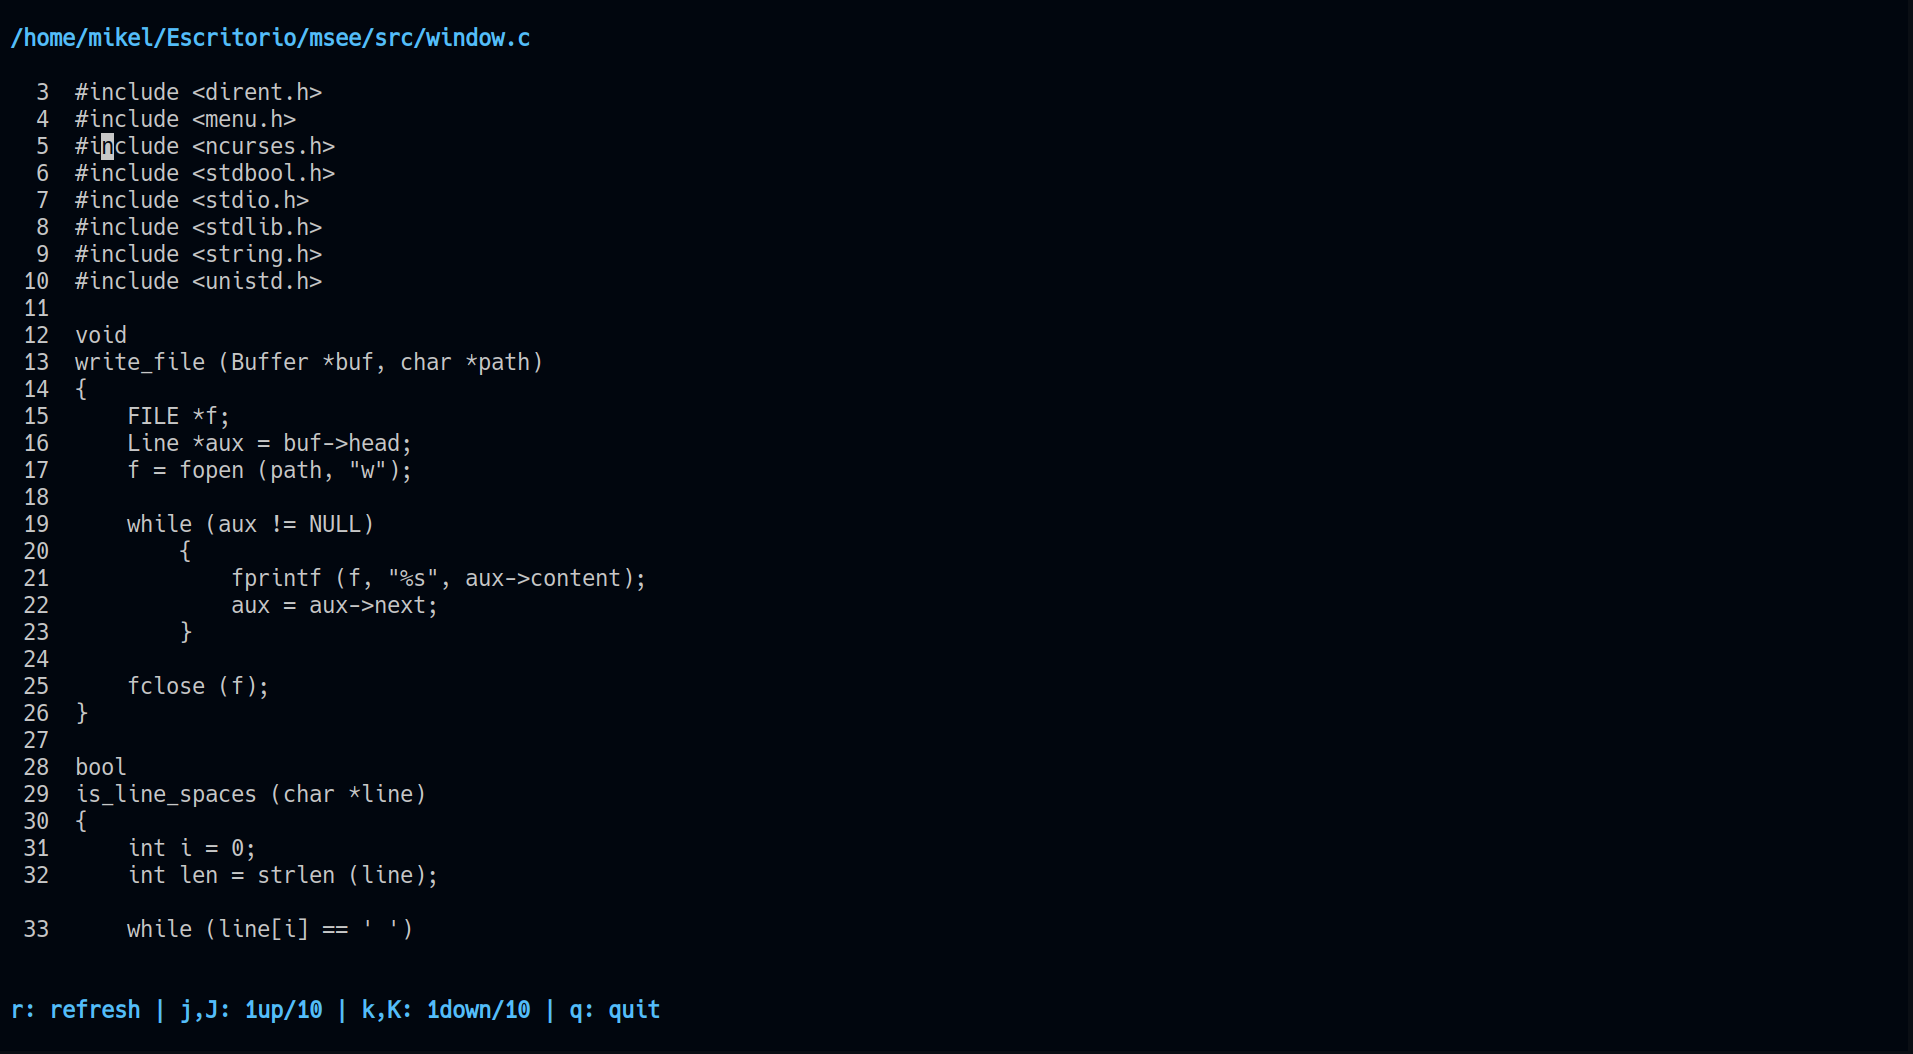 /home/mikel/Escritorio/msee/src/window.c
3  #include <dirent.h>
4  #include <menu.h>
5  #include <ncurses.h>
6  #include <stdbool.h>
7  #include <stdio.h>
8  #include <stdlib.h>
9  #include <string.h>
10  #include <unistd.h>
11
12  void
13  write_file (Buffer *buf, char *path)
14  {
15      FILE *f;
16      Line *aux = buf->head;
17      f = fopen (path, "w");
18
19      while (aux != NULL)
20          {
21              fprintf (f, "%s", aux->content);
22              aux = aux->next;
23          }
24
25      fclose (f);
26  }
27
28  bool
29  is_line_spaces (char *line)
30  {
31      int i = 0;
32      int len = strlen (line);
33      while (line[i] == ' ')
r: refresh | j,J: 1up/10 | k,K: 1down/10 | q: quit